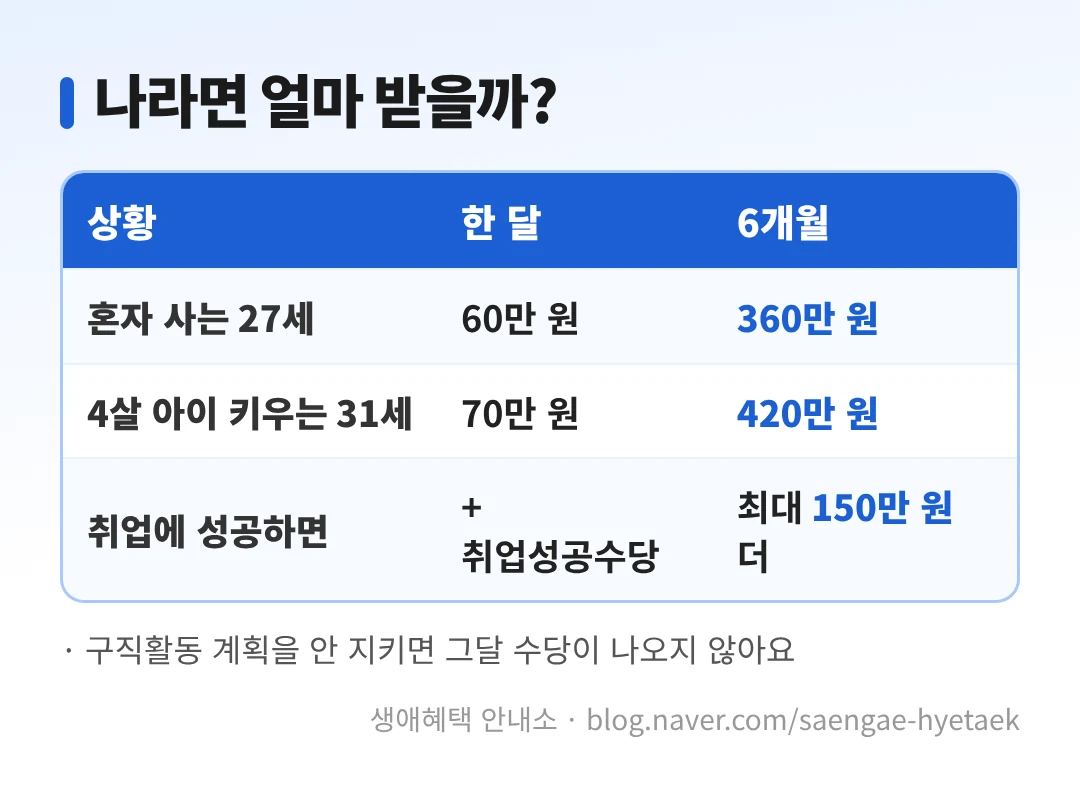 나라면 얼마 받을까?
상황 한 달 6개월
혼자 사는 27세 60만 원 360만 원
4살 아이 키우는 31세 70만 원 420만 원
취업에 성공하면 + 취업성공수당 최대 150만 원 더
· 구직활동 계획을 안 지키면 그달 수당이 나오지 않아요
생애혜택 안내소 · blog.naver.com/saengae-hyetaek